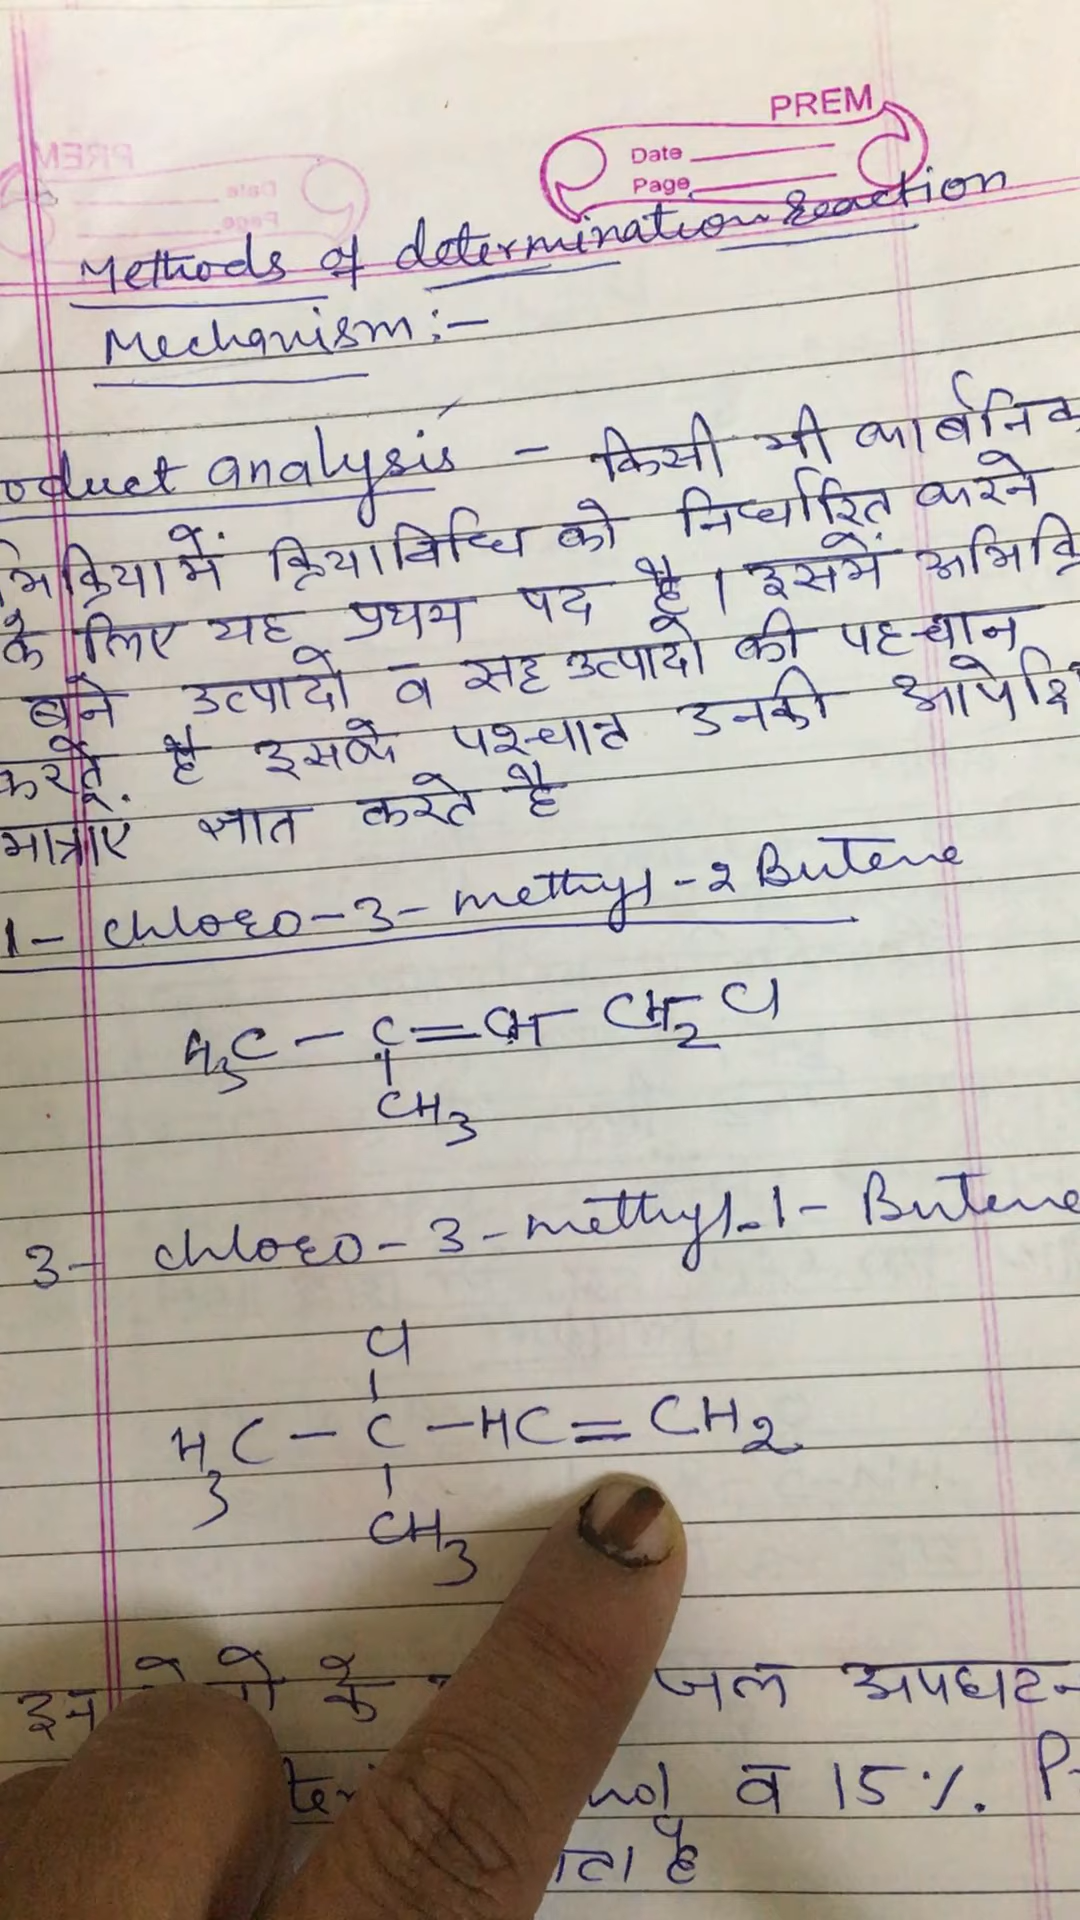 PREM
Date
Page
Methods of determination Reaction
Mechanism:-
oduct analysis - किसी भी कार्बनिक
भिक्रिया में क्रियाविधि को निर्धारित करने
के लिए यह प्रथम पद है। इसमें अभिक्रि
बने उत्पादो व सह उत्पादो की पहचान
करते है इसके पश्चात उनकी आपेक्षि
मात्राएं ज्ञात करते है
1- chloro-3-methyl-2 Butene
H3C - C = CH - CH2 Cl
CH3
3- chloro-3-methyl-1- Butene
Cl
H3C - C - HC = CH2
CH3
इन के जल अपघटन
व 15%. P
है